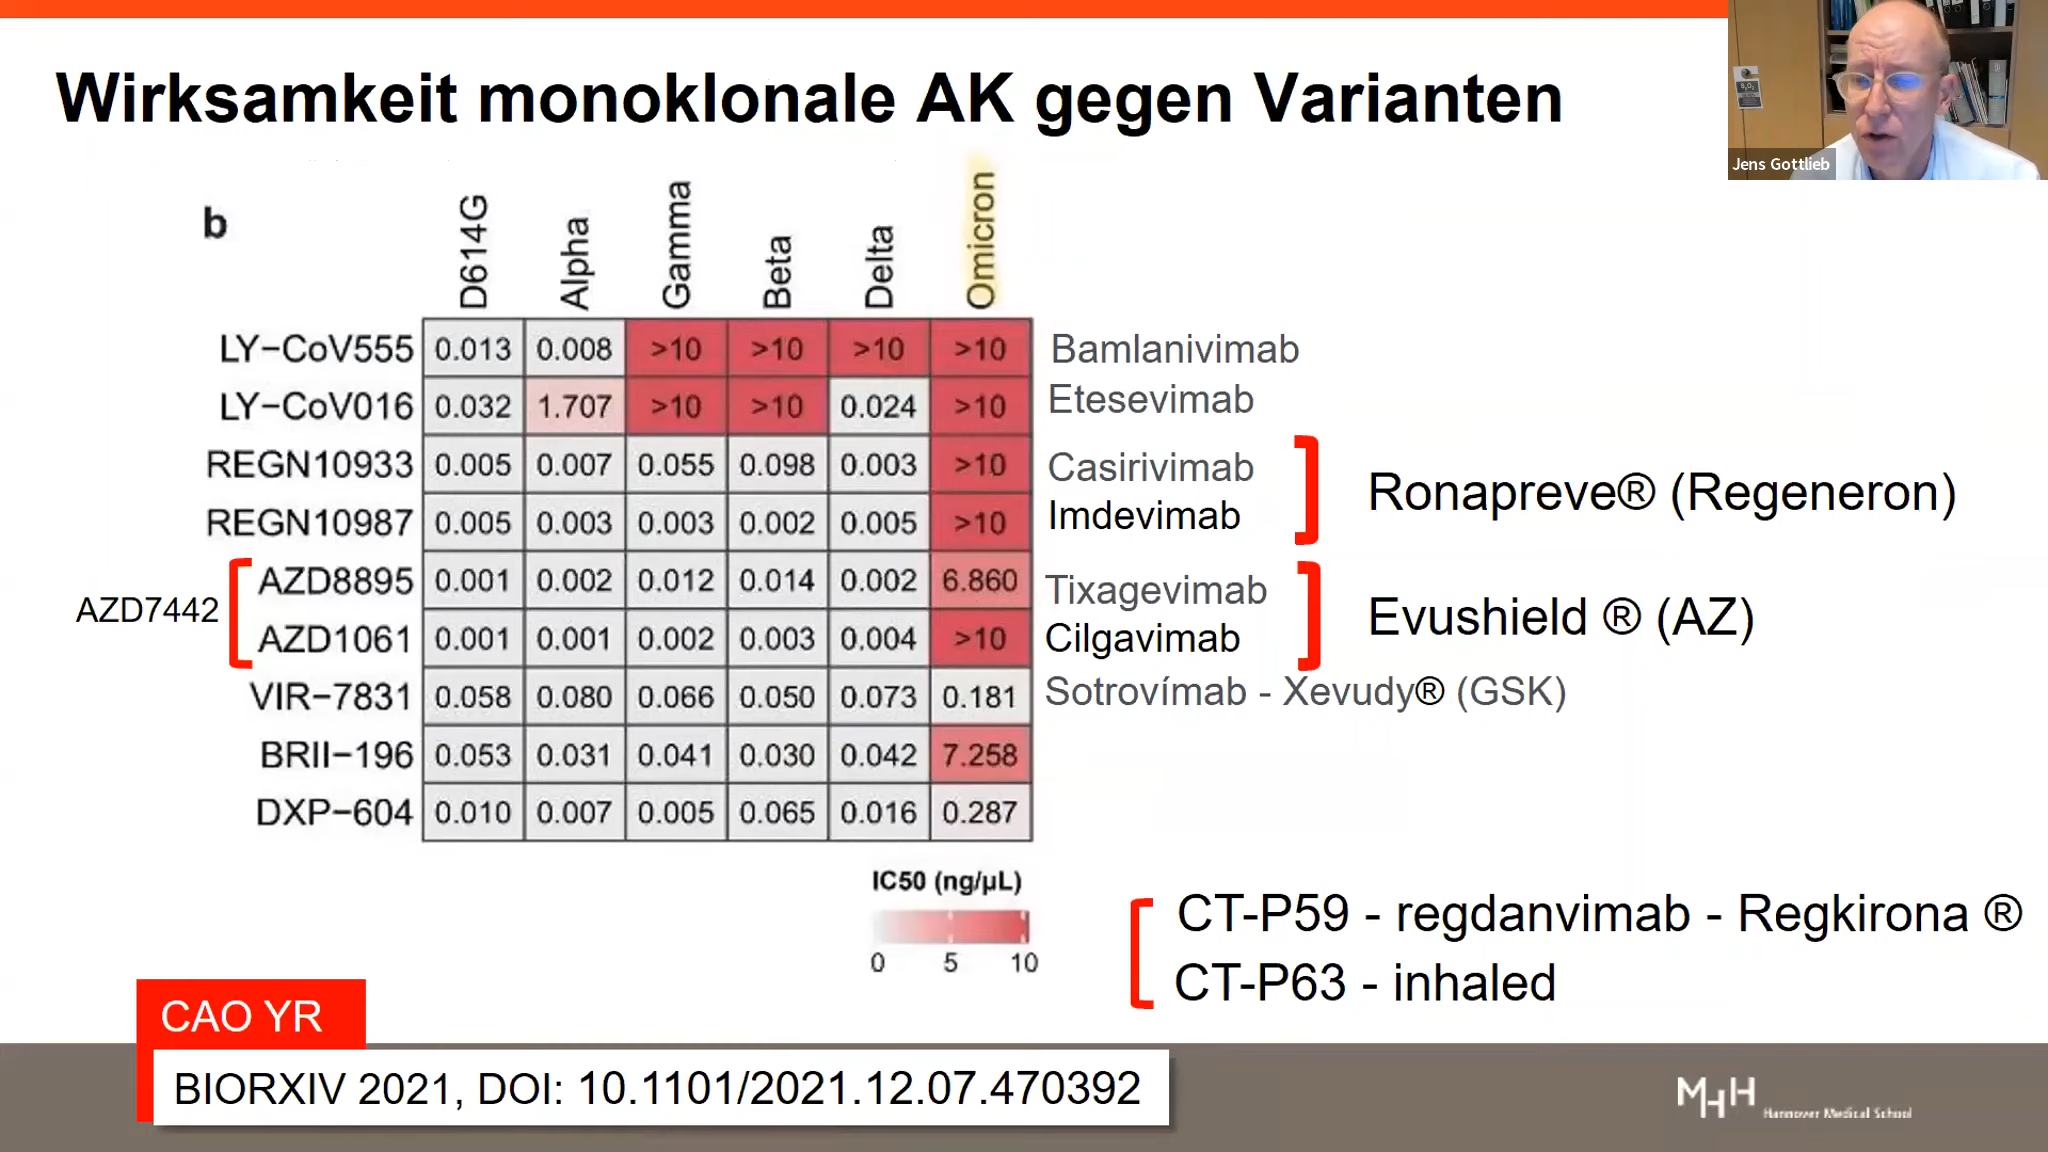 Wirksamkeit monoklonale AK gegen Varianten
Jens Gottlieb
b
D614G Alpha Gamma Beta Delta Omicron
LY−CoV555 0.013 0.008 >10 >10 >10 >10 Bamlanivimab
LY−CoV016 0.032 1.707 >10 >10 0.024 >10 Etesevimab
REGN10933 0.005 0.007 0.055 0.098 0.003 >10 Casirivimab
Ronapreve® (Regeneron)
REGN10987 0.005 0.003 0.003 0.002 0.005 >10 Imdevimab
AZD8895 0.001 0.002 0.012 0.014 0.002 6.860 Tixagevimab
AZD7442
Evushield ® (AZ)
AZD1061 0.001 0.001 0.002 0.003 0.004 >10 Cilgavimab
VIR−7831 0.058 0.080 0.066 0.050 0.073 0.181 Sotrovímab - Xevudy® (GSK)
BRII−196 0.053 0.031 0.041 0.030 0.042 7.258
DXP−604 0.010 0.007 0.005 0.065 0.016 0.287
IC50 (ng/µL)
0 5 10
CT-P59 - regdanvimab - Regkirona ®
CT-P63 - inhaled
CAO YR
BIORXIV 2021, DOI: 10.1101/2021.12.07.470392
MHH Hannover Medical School